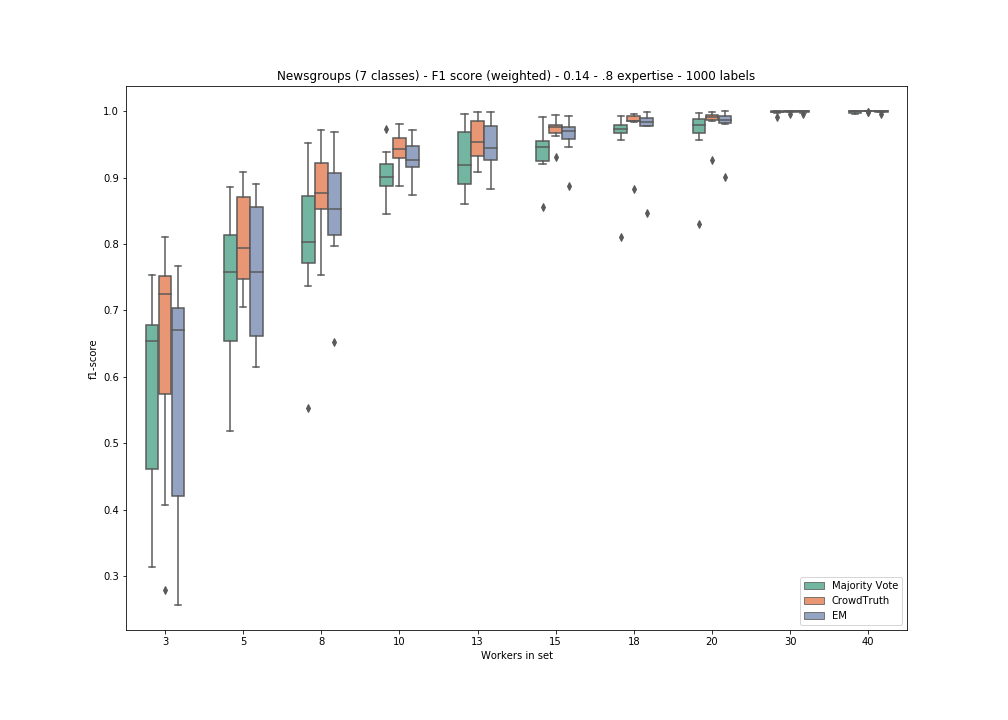 Newsgroups (7 classes) - F1 score (weighted) - 0.14 - .8 expertise - 1000 labels
1.0
0.9
0.8
0.7
0.6
0.5
0.4
0.3
f1-score
3 5 8 10 13 15 18 20 30 40
Workers in set
Majority Vote
CrowdTruth
EM